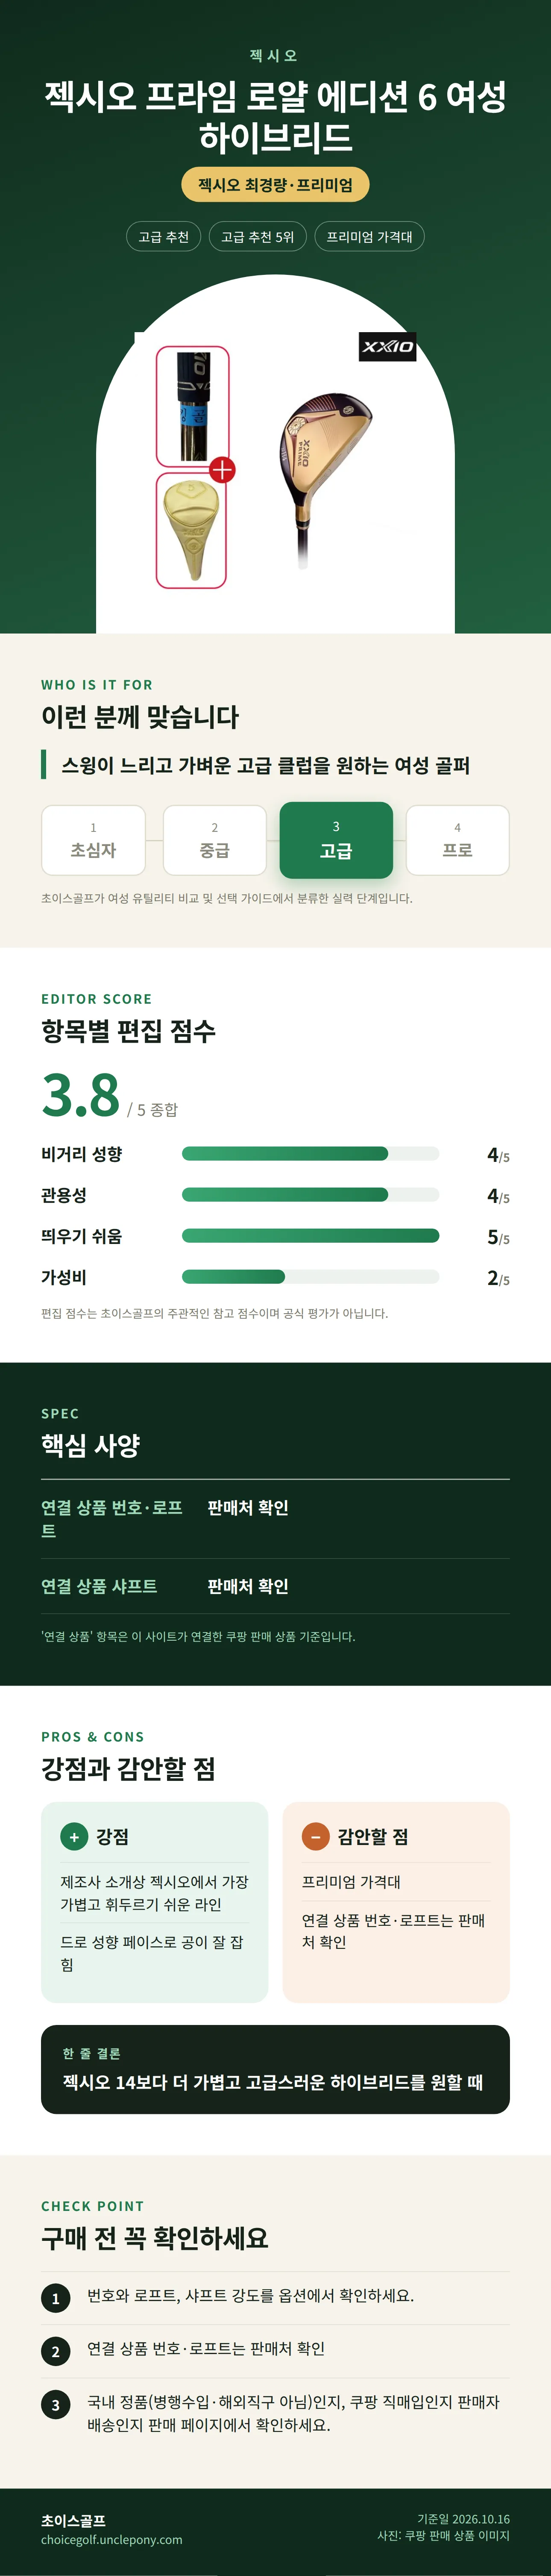 젝시오
젝시오 프라임 로얄 에디션 6 여성
하이브리드
젝시오 최경량·프리미엄
고급 추천
고급 추천 5위
프리미엄 가격대
XXIO
XXIO
PRIME
WHO IS IT FOR
이런 분께 맞습니다
스윙이 느리고 가벼운 고급 클럽을 원하는 여성 골퍼
1
초심자
2
중급
3
고급
4
프로
초이스골프가 여성 유틸리티 비교 및 선택 가이드에서 분류한 실력 단계입니다.
EDITOR SCORE
항목별 편집 점수
3.8 / 5 종합
비거리 성향 4/5
관용성 4/5
띄우기 쉬움 5/5
가성비 2/5
편집 점수는 초이스골프의 주관적인 참고 점수이며 공식 평가가 아닙니다.
SPEC
핵심 사양
연결 상품 번호·로프 판매처 확인
트
연결 상품 샤프트 판매처 확인
'연결 상품' 항목은 이 사이트가 연결한 쿠팡 판매 상품 기준입니다.
PROS & CONS
강점과 감안할 점
+ 강점
제조사 소개상 젝시오에서 가장
가볍고 휘두르기 쉬운 라인
드로 성향 페이스로 공이 잘 잡
힘
− 감안할 점
프리미엄 가격대
연결 상품 번호·로프트는 판매
처 확인
한 줄 결론
젝시오 14보다 더 가볍고 고급스러운 하이브리드를 원할 때
CHECK POINT
구매 전 꼭 확인하세요
1 번호와 로프트, 샤프트 강도를 옵션에서 확인하세요.
2 연결 상품 번호·로프트는 판매처 확인
3 국내 정품(병행수입·해외직구 아님)인지, 쿠팡 직매입인지 판매자
배송인지 판매 페이지에서 확인하세요.
초이스골프
choicegolf.unclepony.com
기준일 2026.10.16
사진: 쿠팡 판매 상품 이미지